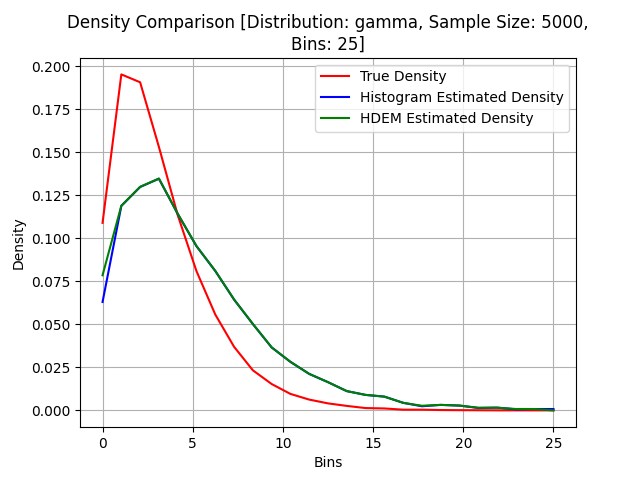 Density Comparison [Distribution: gamma, Sample Size: 5000,
Bins: 25]
True Density
Histogram Estimated Density
HDEM Estimated Density
Density
0.200
0.175
0.150
0.125
0.100
0.075
0.050
0.025
0.000
0 5 10 15 20 25
Bins